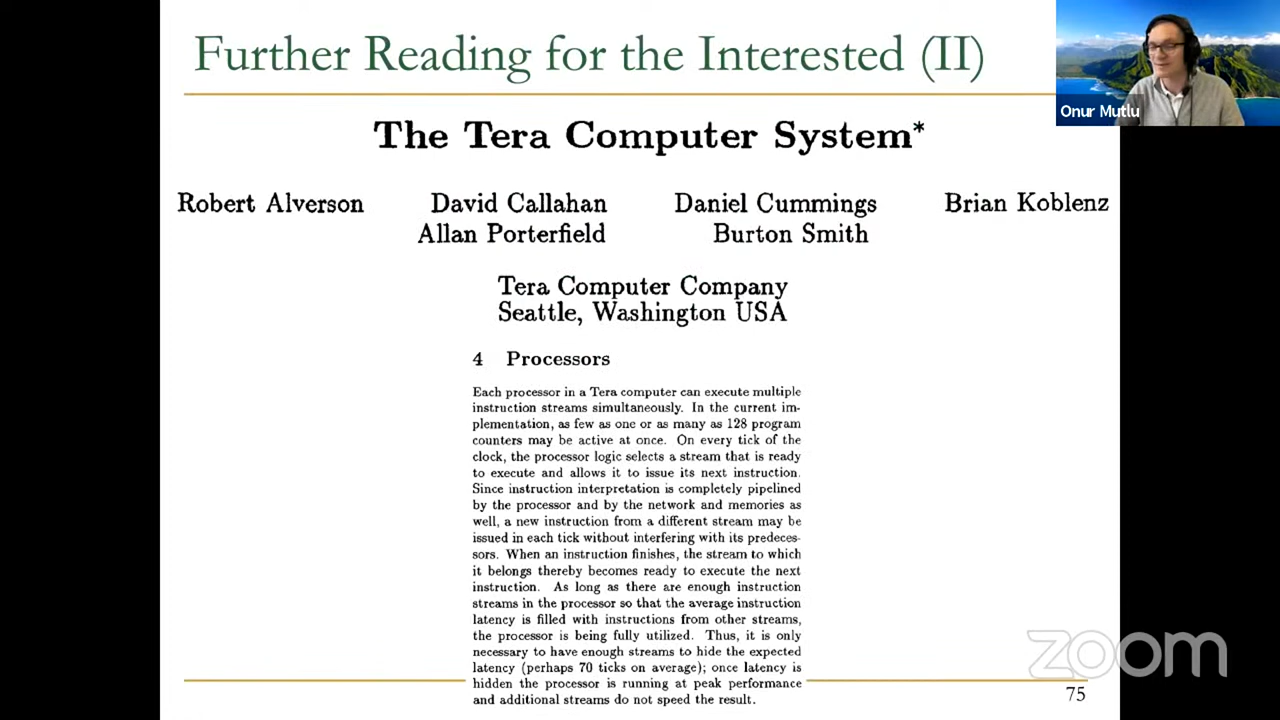 Further Reading for the Interested (II)
Onur Mutlu
The Tera Computer System*
Robert Alverson David Callahan Daniel Cummings Brian Koblenz
Allan Porterfield Burton Smith
Tera Computer Company
Seattle, Washington USA
4 Processors
Each processor in a Tera computer can execute multiple
instruction streams simultaneously. In the current im-
plementation, as few as one or as many as 128 program
counters may be active at once. On every tick of the
clock, the processor logic selects a stream that is ready
to execute and allows it to issue its next instruction.
Since instruction interpretation is completely pipelined
by the processor and by the network and memories as
well, a new instruction from a different stream may be
issued in each tick without interfering with its predeces-
sors. When an instruction finishes, the stream to which
it belongs thereby becomes ready to execute the next
instruction. As long as there are enough instruction
streams in the processor so that the average instruction
latency is filled with instructions from other streams,
the processor is being fully utilized. Thus, it is only
necessary to have enough streams to hide the expected
latency (perhaps 70 ticks on average); once latency is
hidden the processor is running at peak performance
and additional streams do not speed the result.
zoom
75